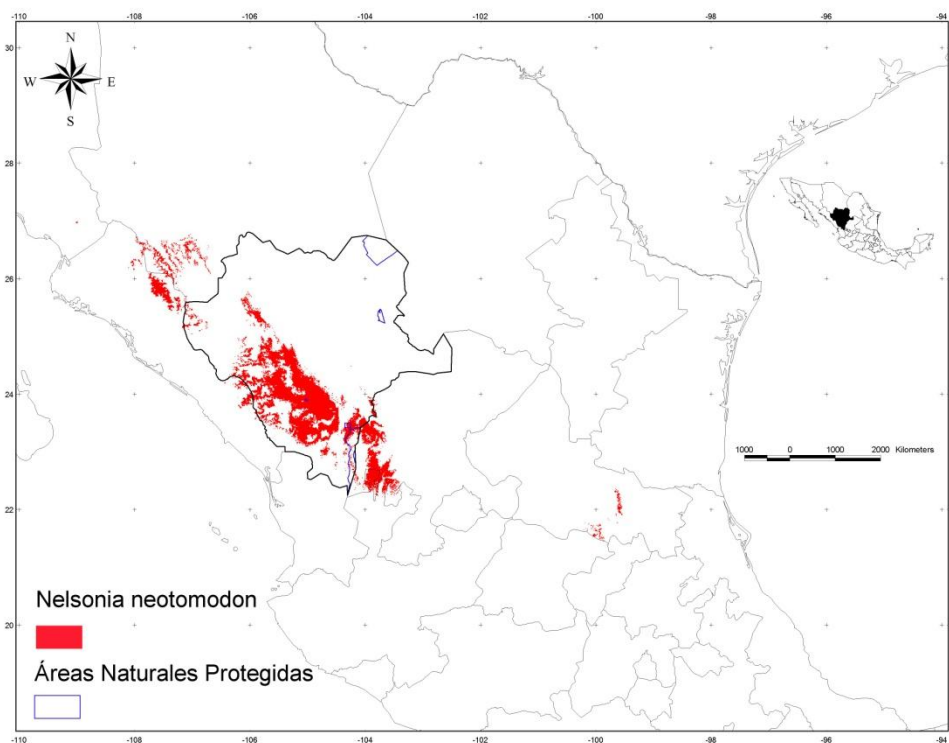 -110 -108 -106 -104 -102 -100 -98 -96 -94
30
N
W E
S
28
26
24
1000 0 1000 2000 Kilometers
22
Nelsonia neotomodon
20
Áreas Naturales Protegidas
-110 -108 -106 -104 -102 -100 -98 -96 -94